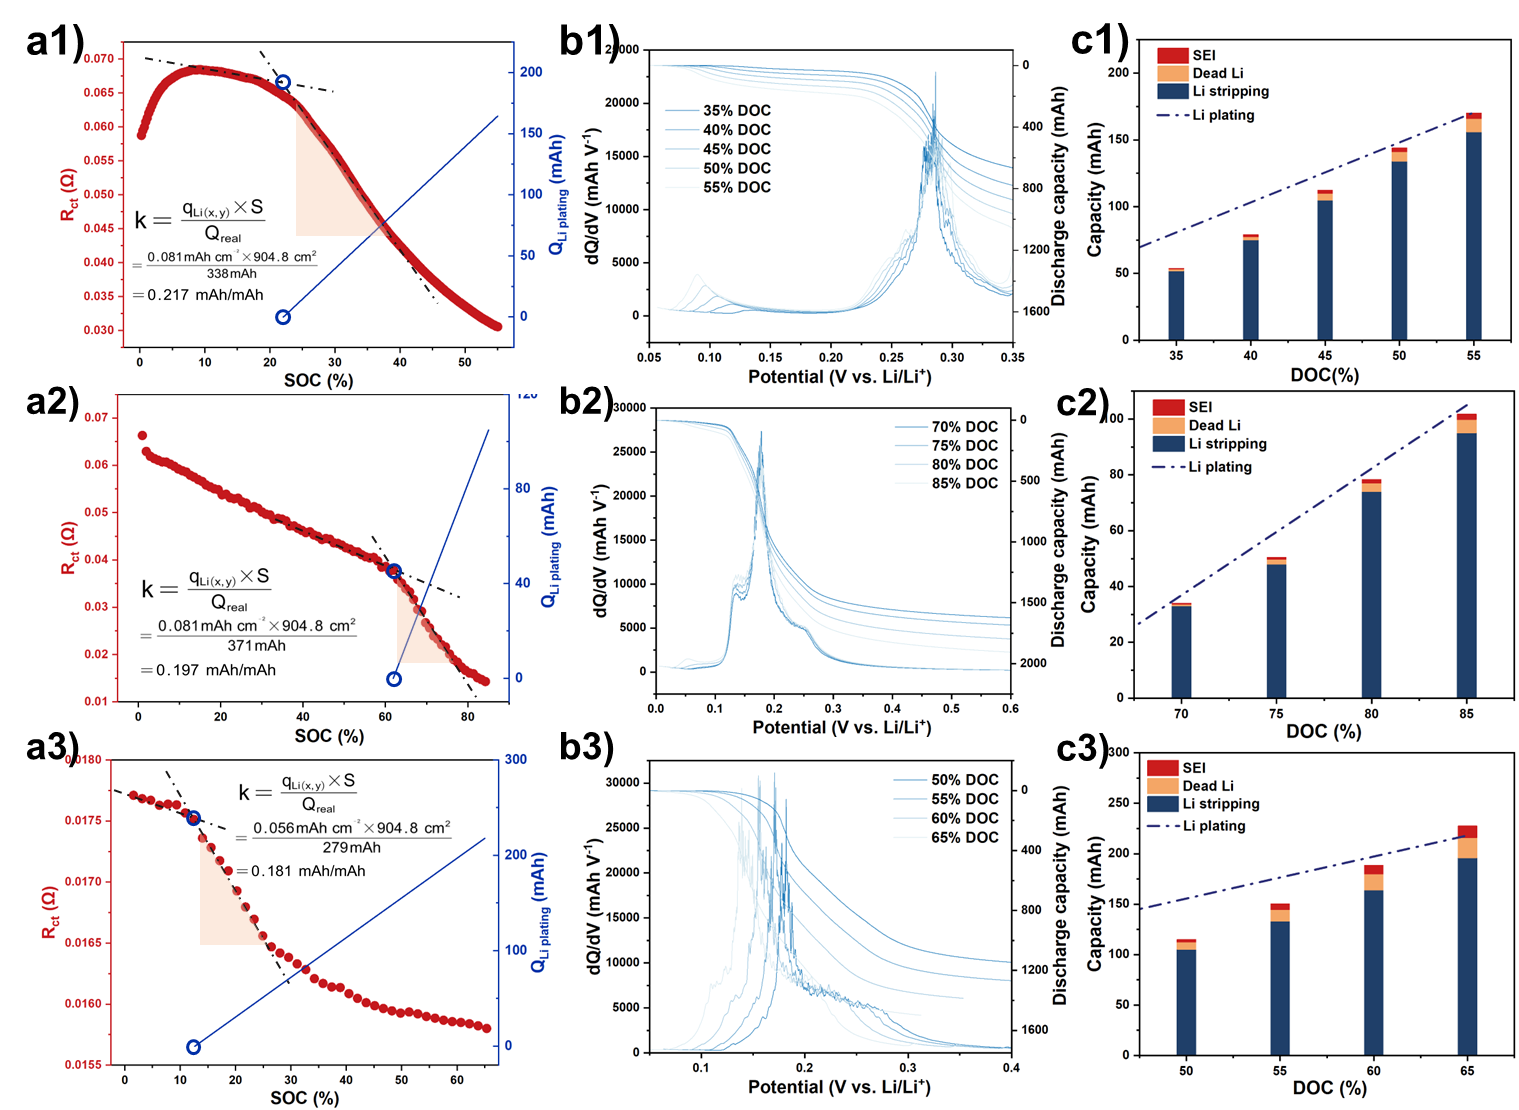 a1)
0.070
0.065
0.060
0.055
0.050
0.045
0.040
0.035
0.030
Rct (Ω)
k = qLi(x,y)×S / Qreal
= 0.081mAh cm⁻²×904.8 cm² / 338mAh
=0.217 mAh/mAh
200
150
100
50
0
QLi plating (mAh)
0 10 20 30 40 50
SOC (%)
b1)
25000
20000
15000
10000
5000
0
dQ/dV (mAh V⁻¹)
35% DOC
40% DOC
45% DOC
50% DOC
55% DOC
0
400
800
1200
1600
Discharge capacity (mAh)
0.05 0.10 0.15 0.20 0.25 0.30 0.35
Potential (V vs. Li/Li⁺)
c1)
200
150
100
50
0
Capacity (mAh)
SEI
Dead Li
Li stripping
Li plating
35 40 45 50 55
DOC(%)
a2)
0.07
0.06
0.05
0.04
0.03
0.02
0.01
Rct (Ω)
k = qLi(x,y)×S / Qreal
= 0.081mAh cm⁻²×904.8 cm² / 371mAh
=0.197 mAh/mAh
120
80
40
0
QLi plating (mAh)
0 20 40 60 80
SOC (%)
b2)
30000
25000
20000
15000
10000
5000
0
dQ/dV (mAh V⁻¹)
70% DOC
75% DOC
80% DOC
85% DOC
0
500
1000
1500
2000
Discharge capacity (mAh)
0.0 0.1 0.2 0.3 0.4 0.5 0.6
Potential (V vs. Li/Li⁺)
c2)
100
80
60
40
20
0
Capacity (mAh)
SEI
Dead Li
Li stripping
Li plating
70 75 80 85
DOC (%)
a3)
0.0180
0.0175
0.0170
0.0165
0.0160
0.0155
Rct (Ω)
k = qLi(x,y)×S / Qreal
= 0.056mAh cm⁻²×904.8 cm² / 279mAh
=0.181 mAh/mAh
300
200
100
0
QLi plating (mAh)
0 10 20 30 40 50 60
SOC (%)
b3)
30000
25000
20000
15000
10000
5000
0
dQ/dV (mAh V⁻¹)
50% DOC
55% DOC
60% DOC
65% DOC
0
400
800
1200
1600
Discharge capacity (mAh)
0.1 0.2 0.3 0.4
Potential (V vs. Li/Li⁺)
c3)
300
250
200
150
100
50
0
Capacity (mAh)
SEI
Dead Li
Li stripping
Li plating
50 55 60 65
DOC (%)